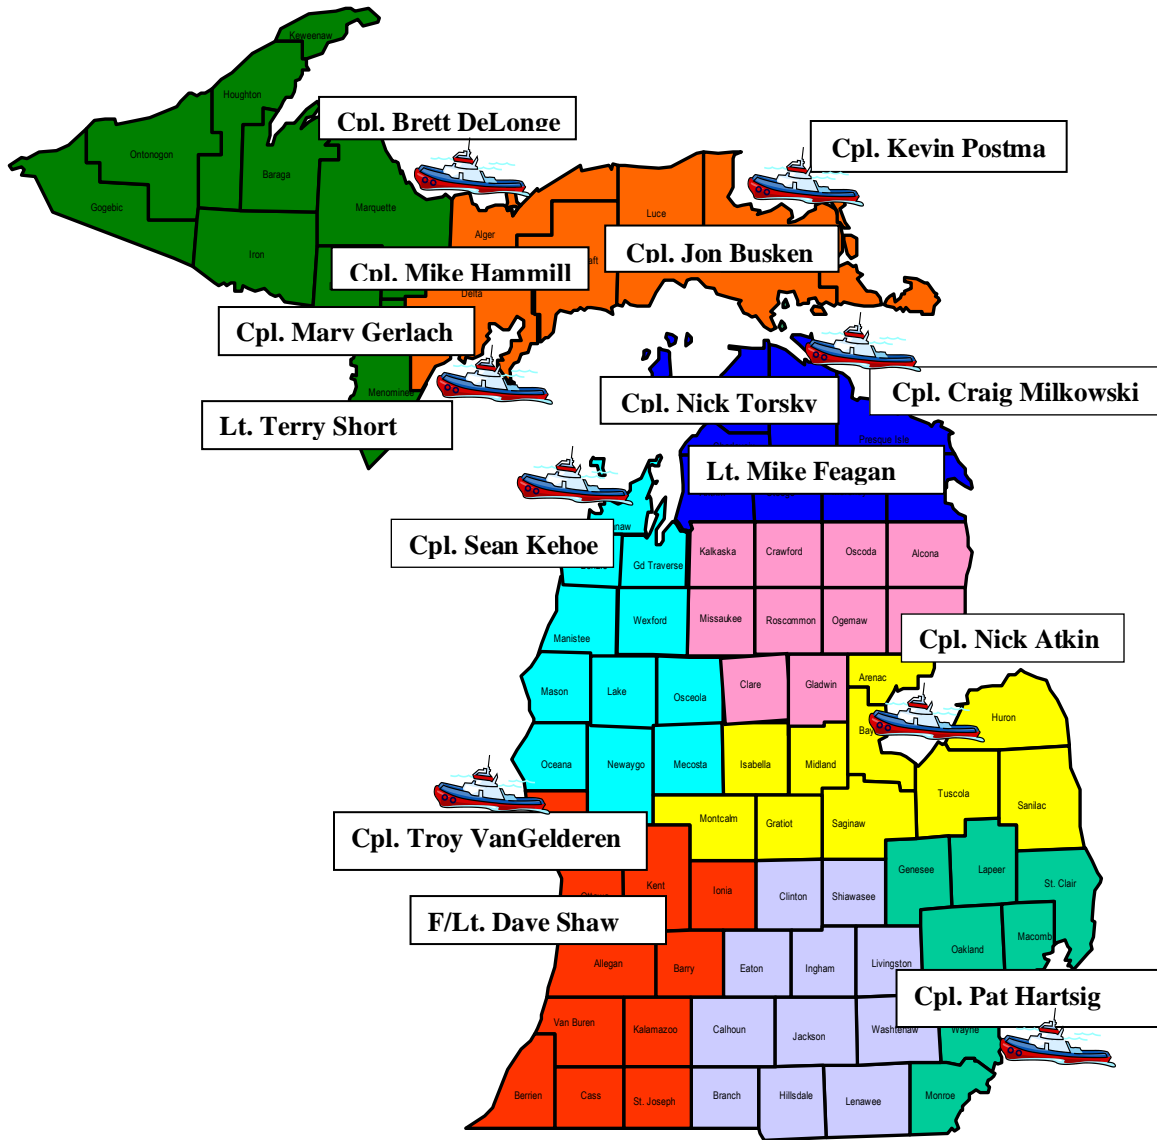 Keweenaw
Houghton
Cpl. Brett DeLonge
Cpl. Kevin Postma
Ontonogon
Baraga
Gogebic
Marquette
Luce
Alger
Iron
Cpl. Jon Busken
Cpl. Mike Hammill
Delta
Cpl. Marv Gerlach
Cpl. Craig Milkowski
Menominee
Cpl. Nick Torsky
Lt. Terry Short
Presque Isle
Lt. Mike Feagan
Cpl. Sean Kehoe
Gd Traverse
Kalkaska
Crawford
Oscoda
Alcona
Manistee
Wexford
Missaukee
Roscommon
Ogemaw
Cpl. Nick Atkin
Mason
Lake
Osceola
Clare
Gladwin
Arenac
Huron
Bay
Oceana
Newaygo
Mecosta
Isabella
Midland
Tuscola
Sanilac
Montcalm
Gratiot
Saginaw
Cpl. Troy VanGelderen
Genesee
Lapeer
St. Clair
Kent
Ionia
Clinton
Shiawasee
F/Lt. Dave Shaw
Oakland
Macomb
Allegan
Barry
Eaton
Ingham
Livingston
Cpl. Pat Hartsig
Van Buren
Kalamazoo
Calhoun
Jackson
Washtenaw
Wayne
Berrien
Cass
St. Joseph
Branch
Hillsdale
Lenawee
Monroe